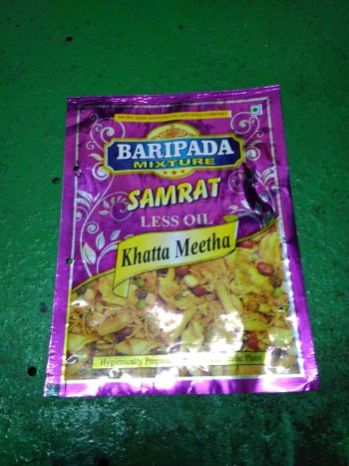 BARIPADA
MIXTURE
SAMRAT
LESS OIL
Khatta Meetha
Hygienically